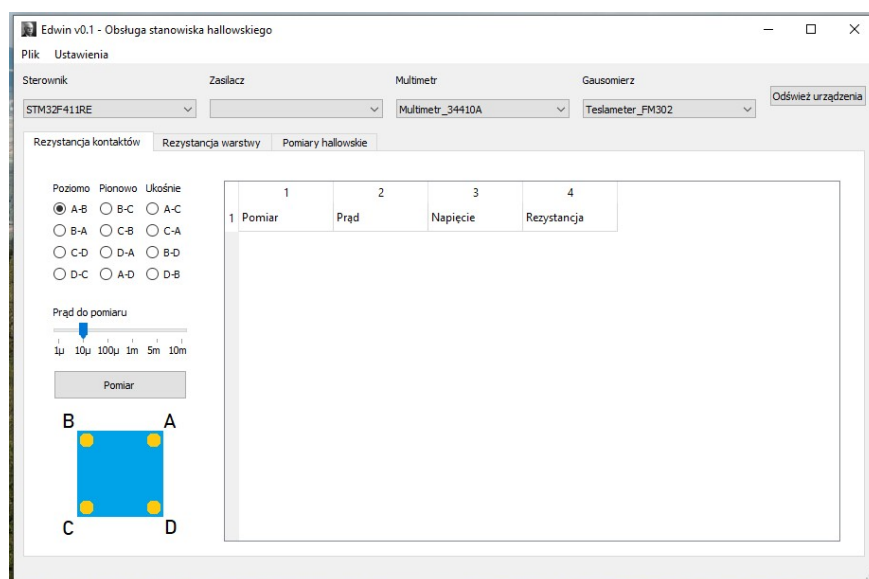 Edwin v0.1 - Obsługa stanowiska hallowskiego
Plik Ustawienia
Sterownik Zasilacz Multimetr Gausomierz
STM32F411RE Multimetr_34410A Teslameter_FM302 Odśwież urządzenia
Rezystancja kontaktów Rezystancja warstwy Pomiary hallowskie
Poziomo Pionowo Ukośnie
A-B B-C A-C
B-A C-B C-A
C-D D-A B-D
D-C A-D D-B
Prąd do pomiaru
1µ 10µ 100µ 1m 5m 10m
Pomiar
B A
C D
1 2 3 4
1 Pomiar Prąd Napięcie Rezystancja